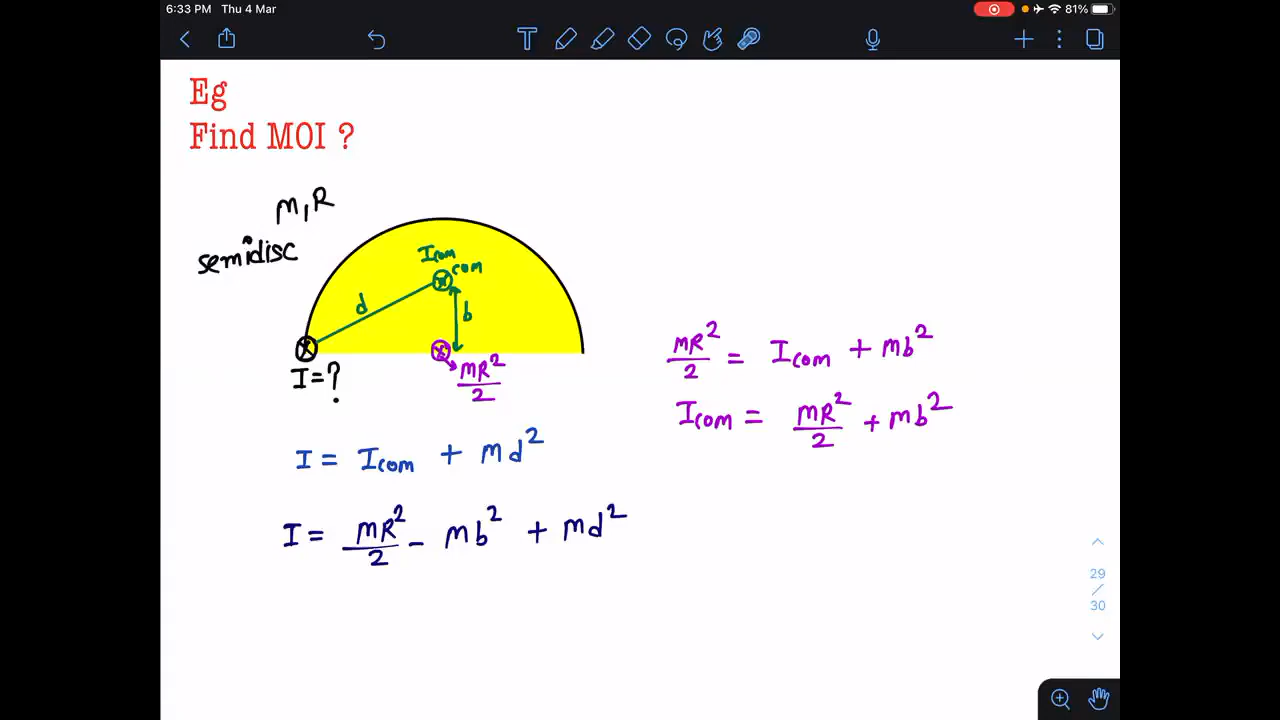 6:33 PM Thu 4 Mar 81%
T
Eg
Find MOI ?
M, R
semidisc
Icom
com
d
b
I = ?
MR²/2
MR²/2 = Icom + mb²
Icom = MR²/2 + mb²
I = Icom + md²
I = MR²/2 - mb² + md²
29
/
30